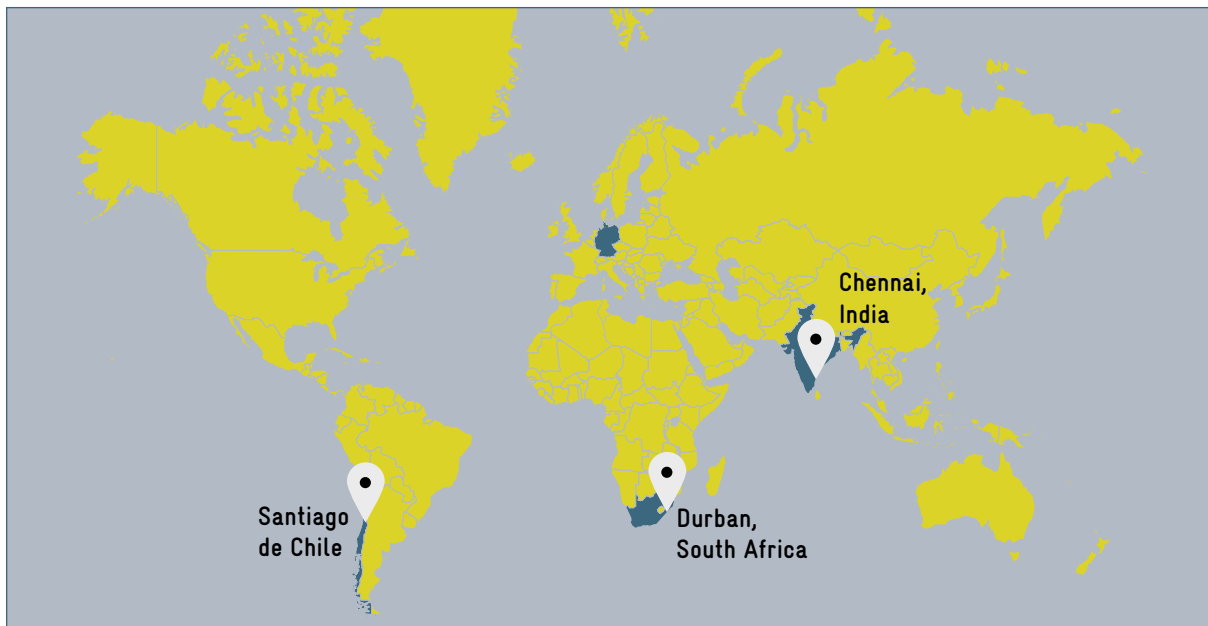 Chennai,
India
Santiago
de Chile
Durban,
South Africa